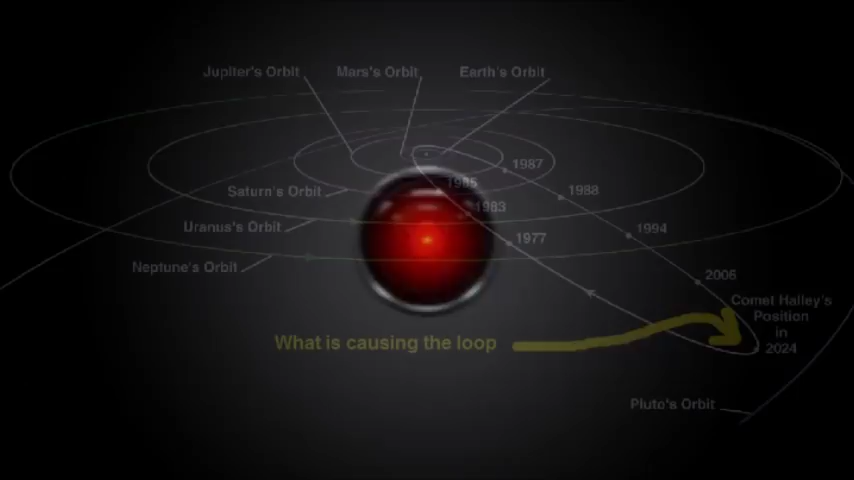 Jupiter's Orbit
Mars's Orbit
Earth's Orbit
1987
1985
1988
Saturn's Orbit
1983
Uranus's Orbit
1994
1977
Neptune's Orbit
2005
Comet Halley's
Position
in
2024
What is causing the loop
Pluto's Orbit